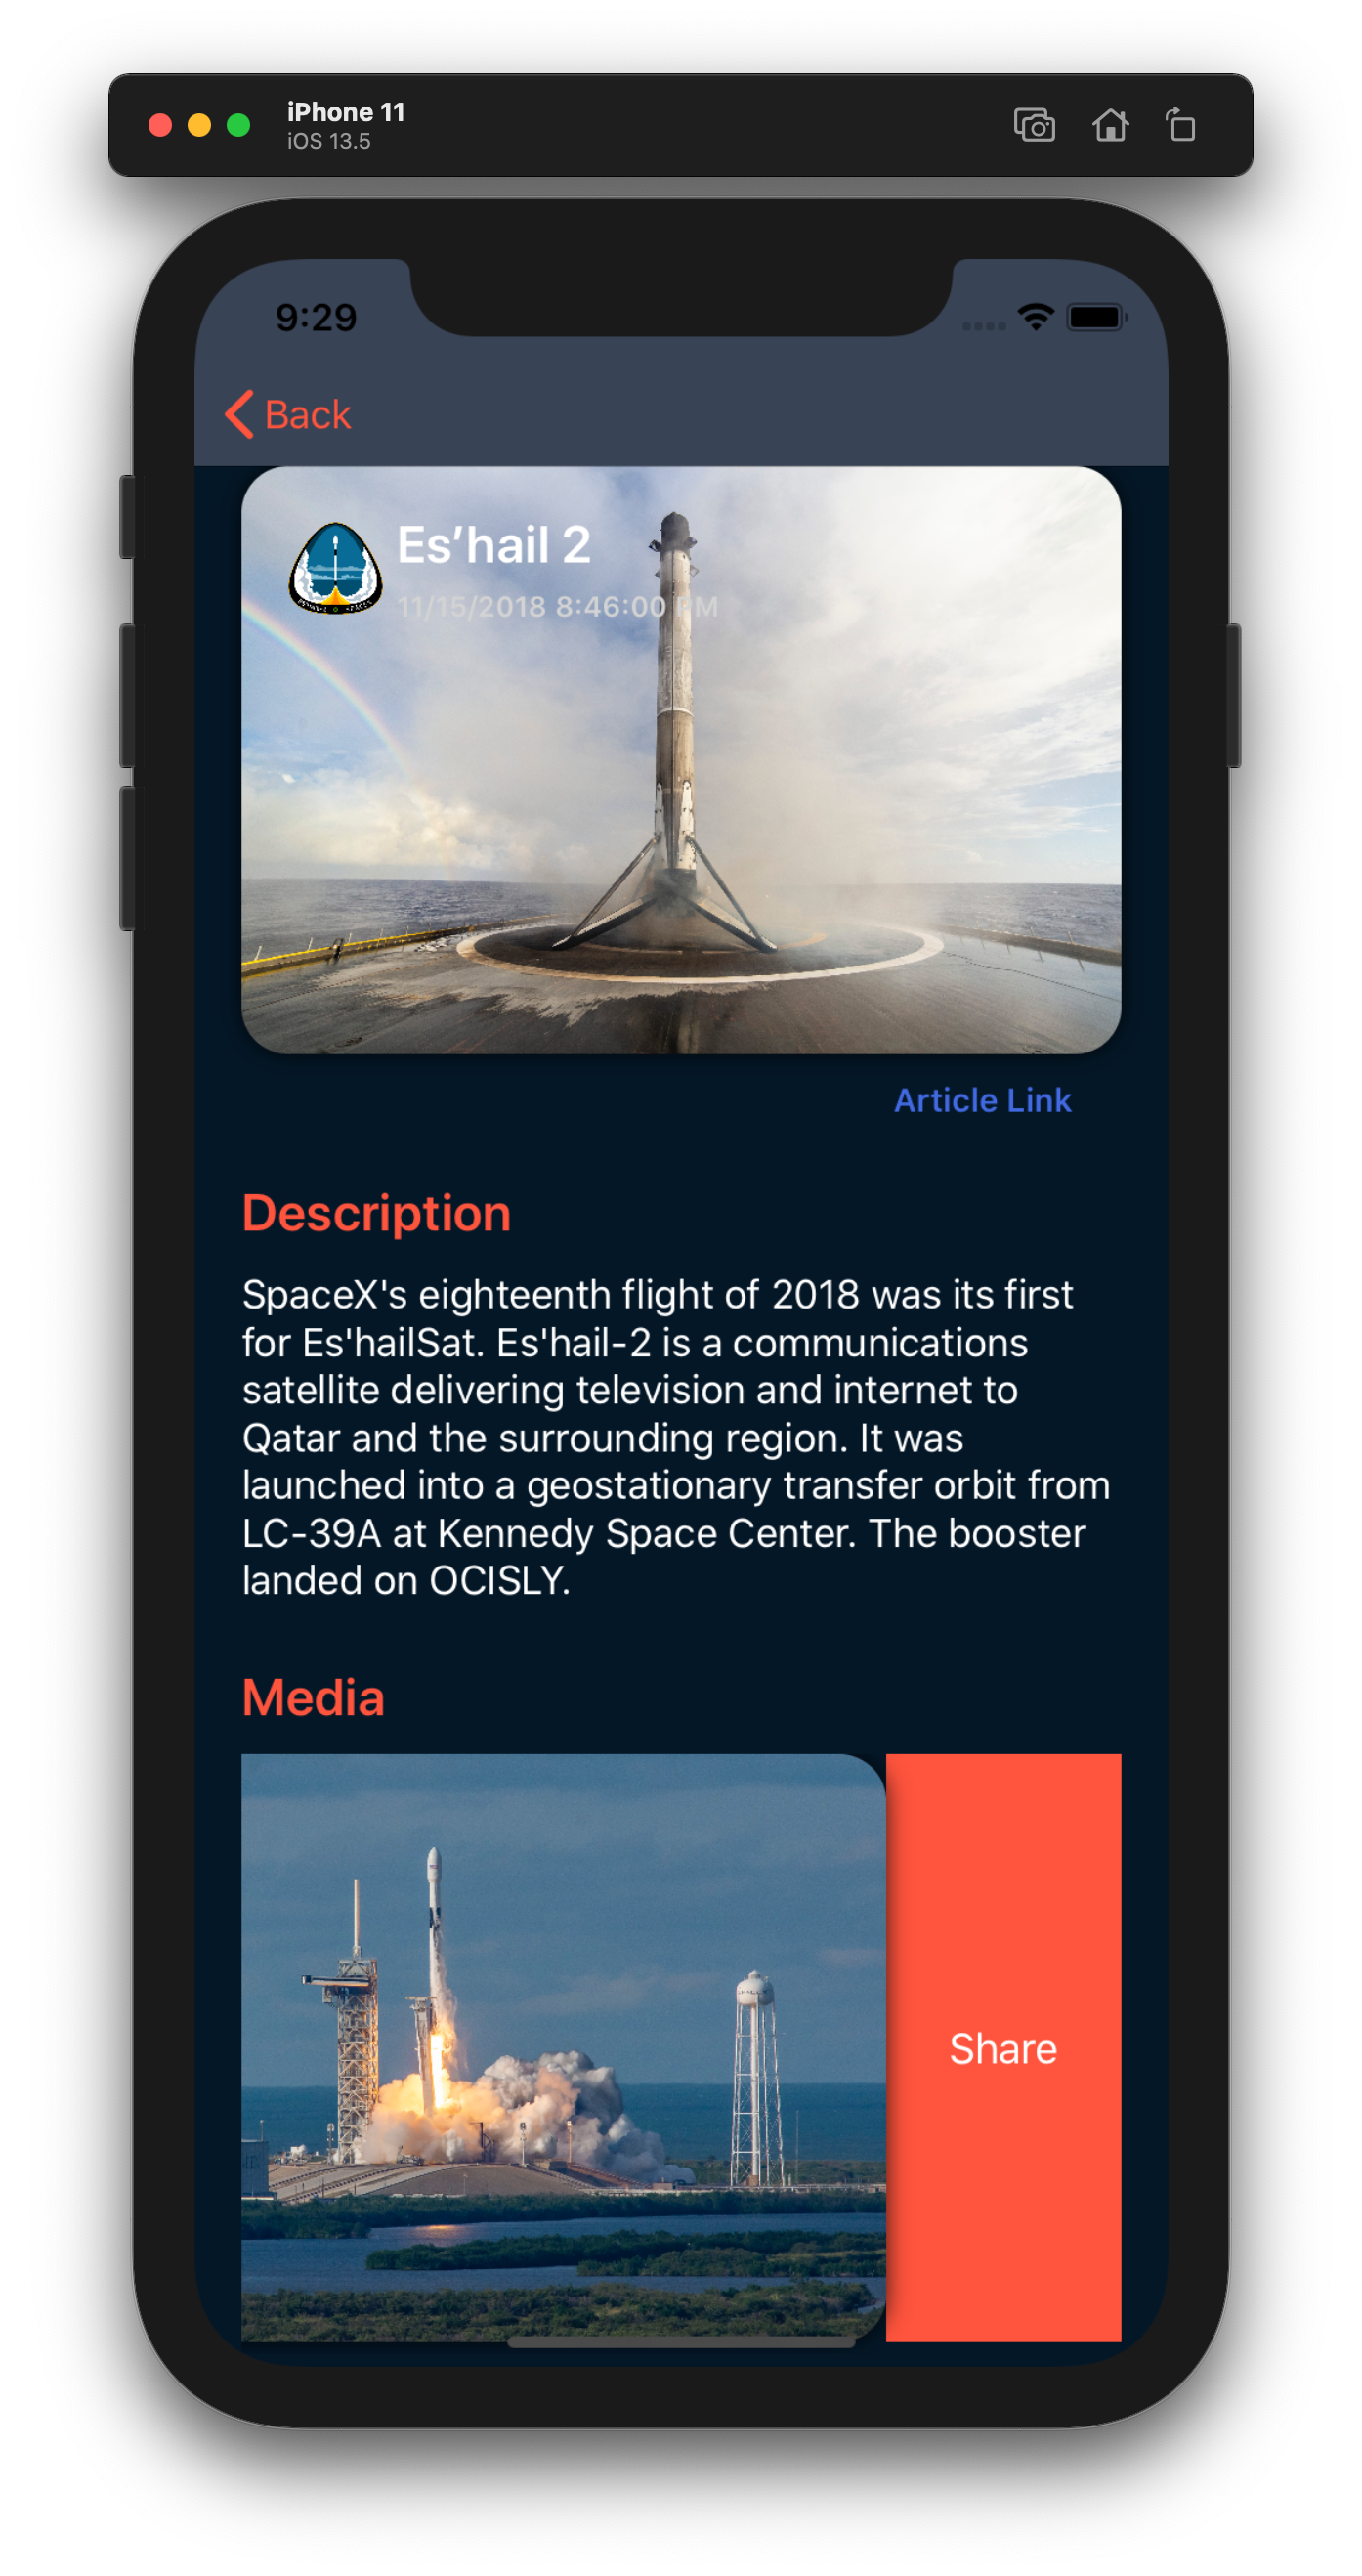 iPhone 11
iOS 13.5
9:29
Back
Es’hail 2
11/15/2018 8:46:00 PM
Article Link
Description
SpaceX's eighteenth flight of 2018 was its first
for Es'hailSat. Es'hail-2 is a communications
satellite delivering television and internet to
Qatar and the surrounding region. It was
launched into a geostationary transfer orbit from
LC-39A at Kennedy Space Center. The booster
landed on OCISLY.
Media
Share